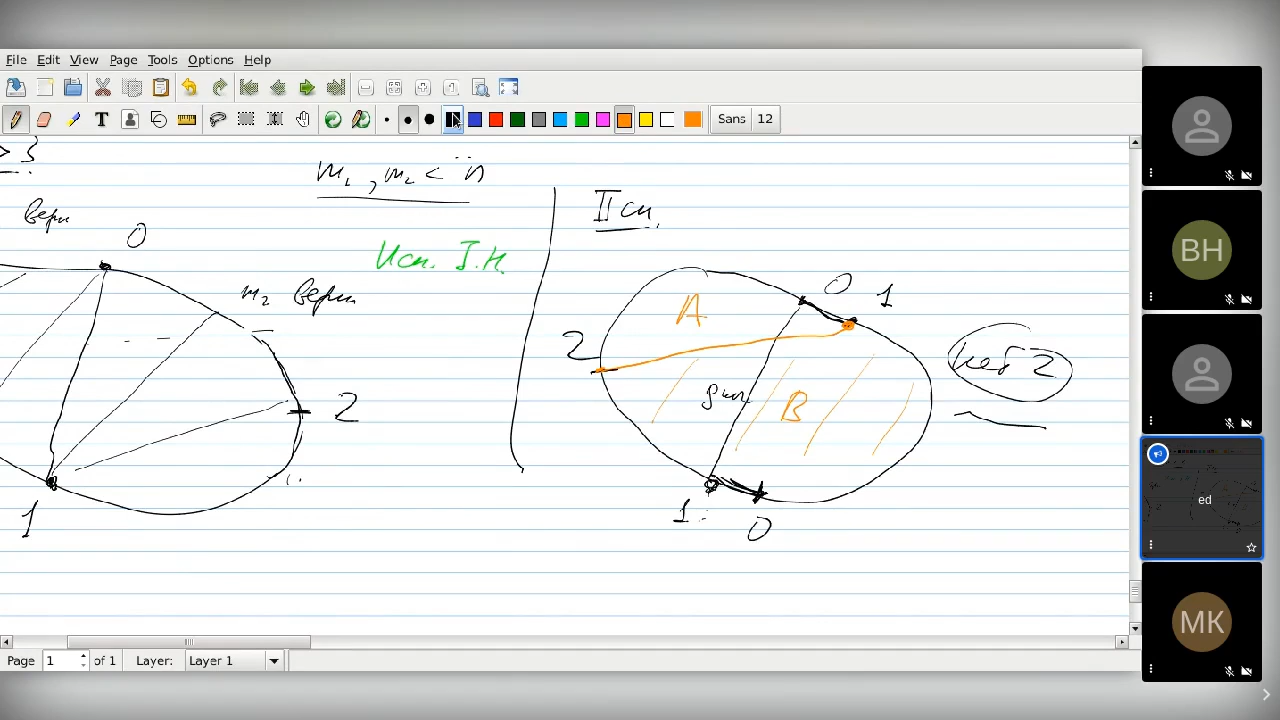 File Edit View Page Tools Options Help
Sans 12
m₁, m₂ < n
II сл.
верш
0
Исп. I.H.
m₂ верш
0 1
A
2
2
B
без 2
BH
ed
1
1
0
MK
Page 1 of 1 Layer: Layer 1